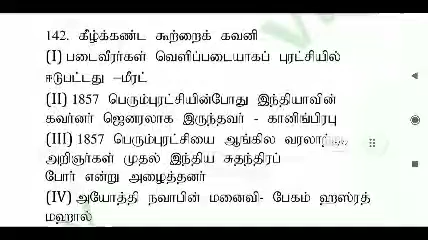 142. கீழ்க்கண்ட கூற்றைக் கவனி
(I) படைவீரர்கள் வெளிப்படையாகப் புரட்சியில்
ஈடுபட்டது –மீரட்
(II) 1857 பெரும்புரட்சியின்போது இந்தியாவின்
கவர்னர் ஜெனரலாக இருந்தவர் - கானிங்பிரபு
(III) 1857 பெரும்புரட்சியை ஆங்கில
அறிஞர்கள் முதல் இந்திய சுதந்திரப்
போர் என்று அழைத்தனர்
(IV) அயோத்தி நவாபின் மனைவி- பேகம் ஹஸ்ரத்
மஹால்